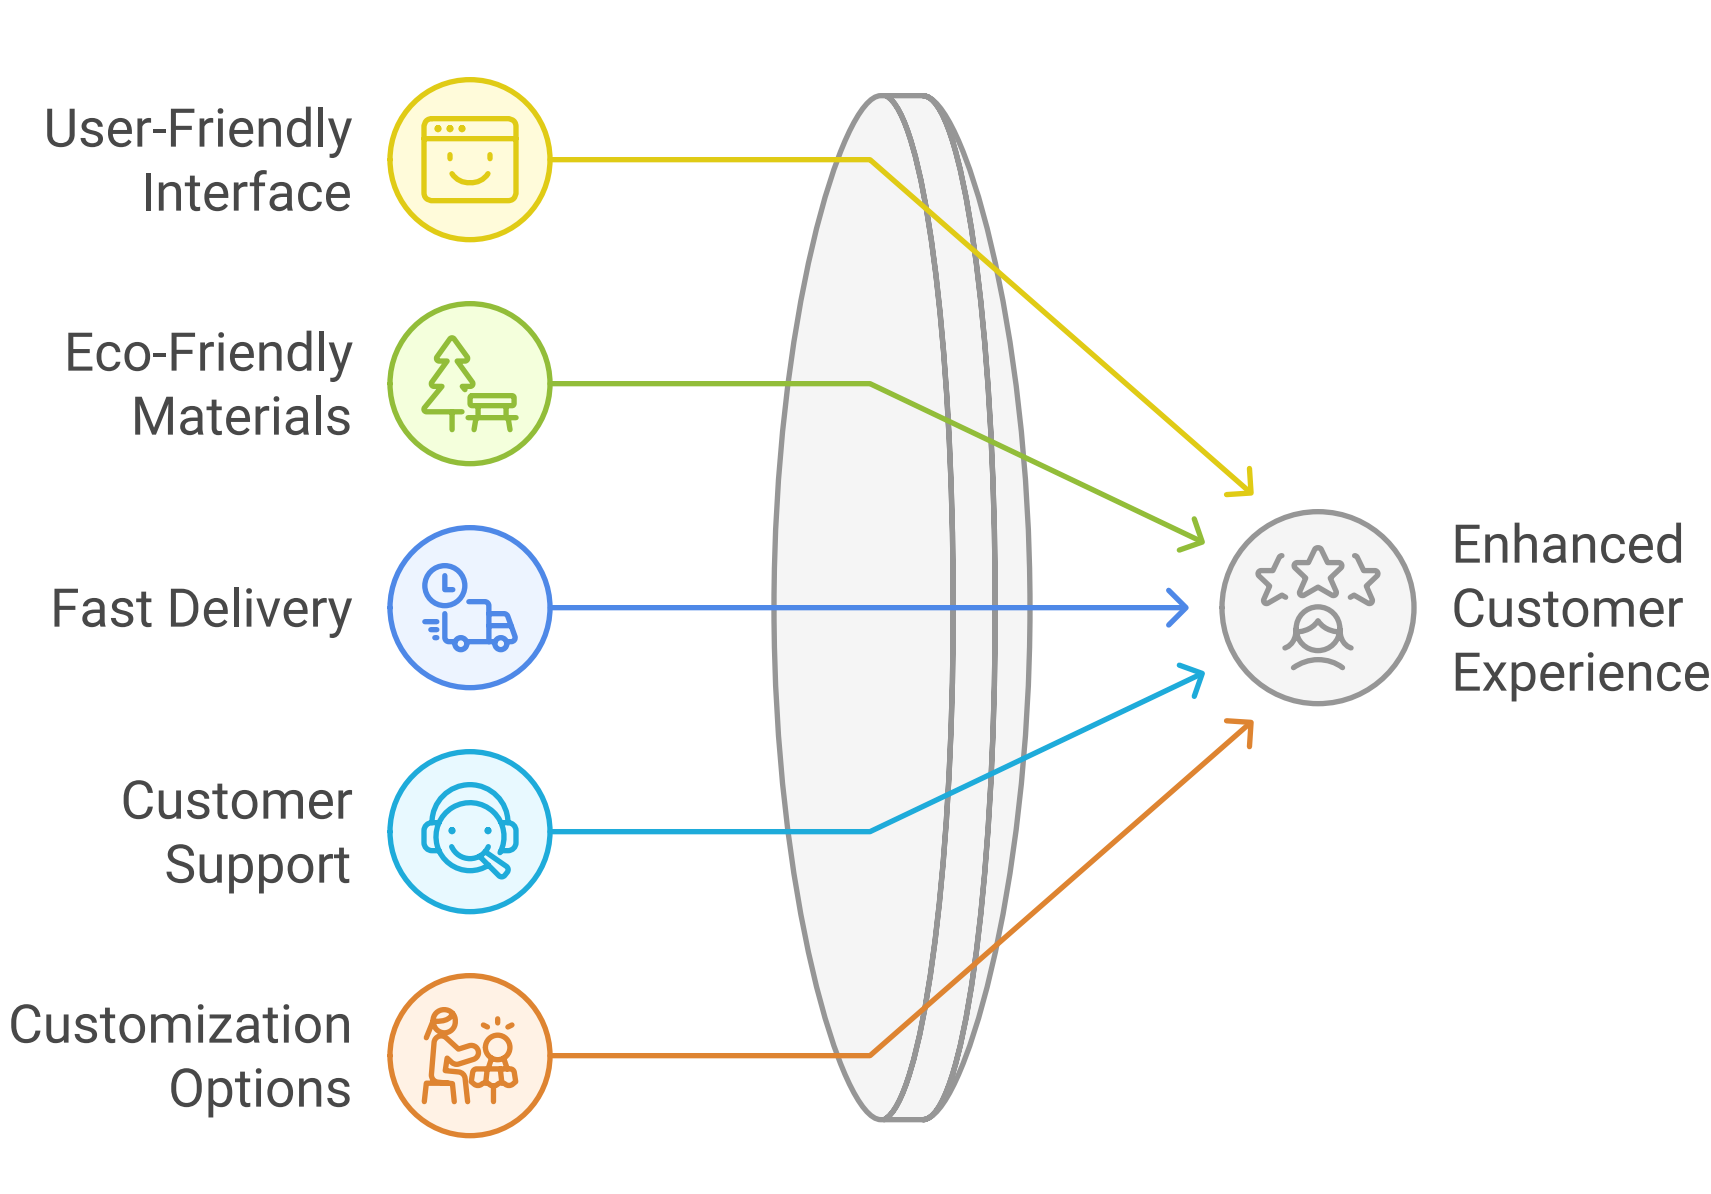 User-Friendly
Interface
Eco-Friendly
Materials
Fast Delivery
Customer
Support
Customization
Options
Enhanced
Customer
Experience